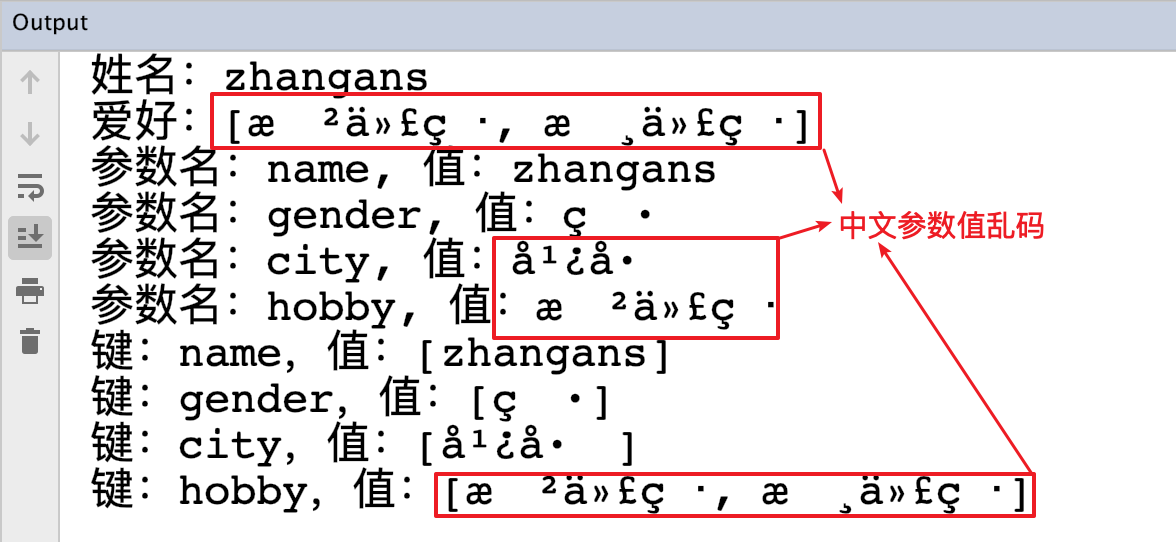 Output
姓名：zhangans
爱好：[æ ²ä»£ç ·, æ ¸ä»£ç ·]
参数名：name, 值：zhangans
参数名：gender, 值：ç ·
参数名：city, 值：å¹¿å·
参数名：hobby, 值：æ ²ä»£ç ·
中文参数值乱码
键：name, 值：[zhangans]
键：gender, 值：[ç ·]
键：city, 值：[å¹¿å· ]
键：hobby, 值：[æ ²ä»£ç ·, æ ¸ä»£ç ·]